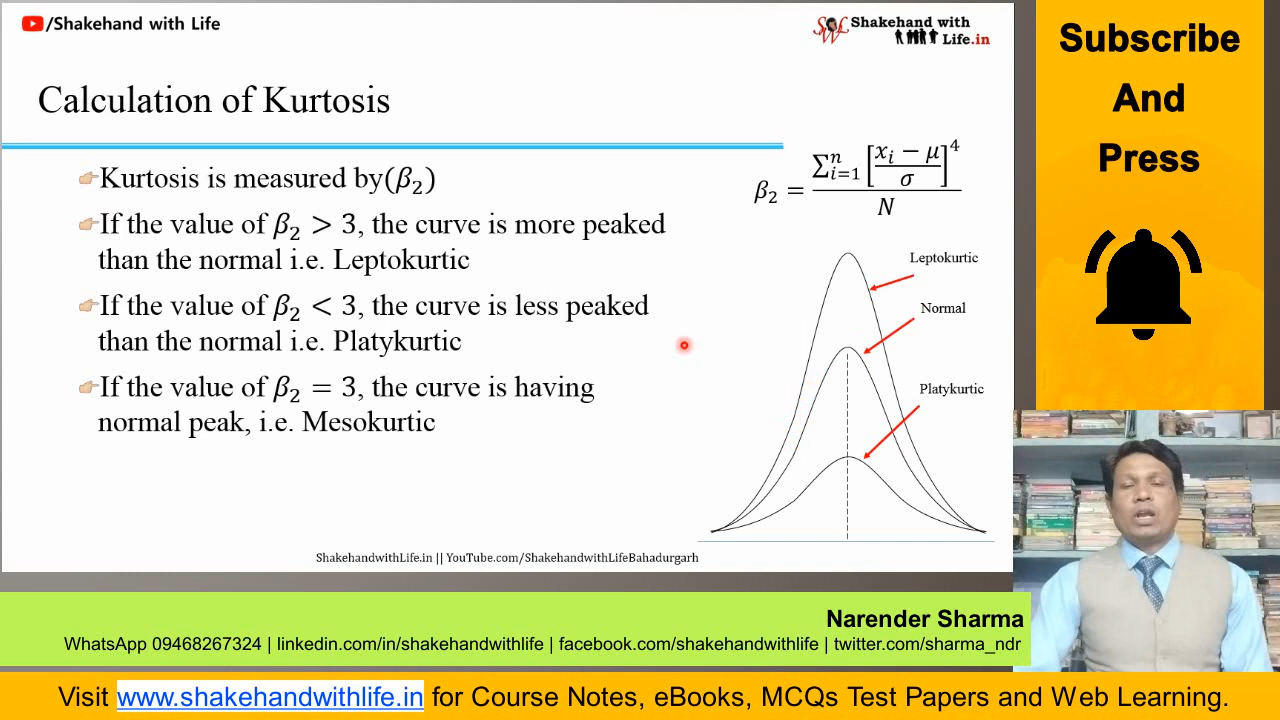 /Shakehand with Life
Shakehand with
Life.in
Calculation of Kurtosis
Kurtosis is measured by(β₂)
If the value of β₂ > 3, the curve is more peaked
than the normal i.e. Leptokurtic
If the value of β₂ < 3, the curve is less peaked
than the normal i.e. Platykurtic
If the value of β₂ = 3, the curve is having
normal peak, i.e. Mesokurtic
β₂ = ∑ⁿᵢ₌₁ [(xᵢ − μ)/σ]⁴ / N
Leptokurtic
Normal
Platykurtic
ShakehandwithLife.in || YouTube.com/ShakehandwithLifeBahadurgarh
Subscribe
And
Press
Narender Sharma
WhatsApp 09468267324 | linkedin.com/in/shakehandwithlife | facebook.com/shakehandwithlife | twitter.com/sharma_ndr
Visit www.shakehandwithlife.in for Course Notes, eBooks, MCQs Test Papers and Web Learning.